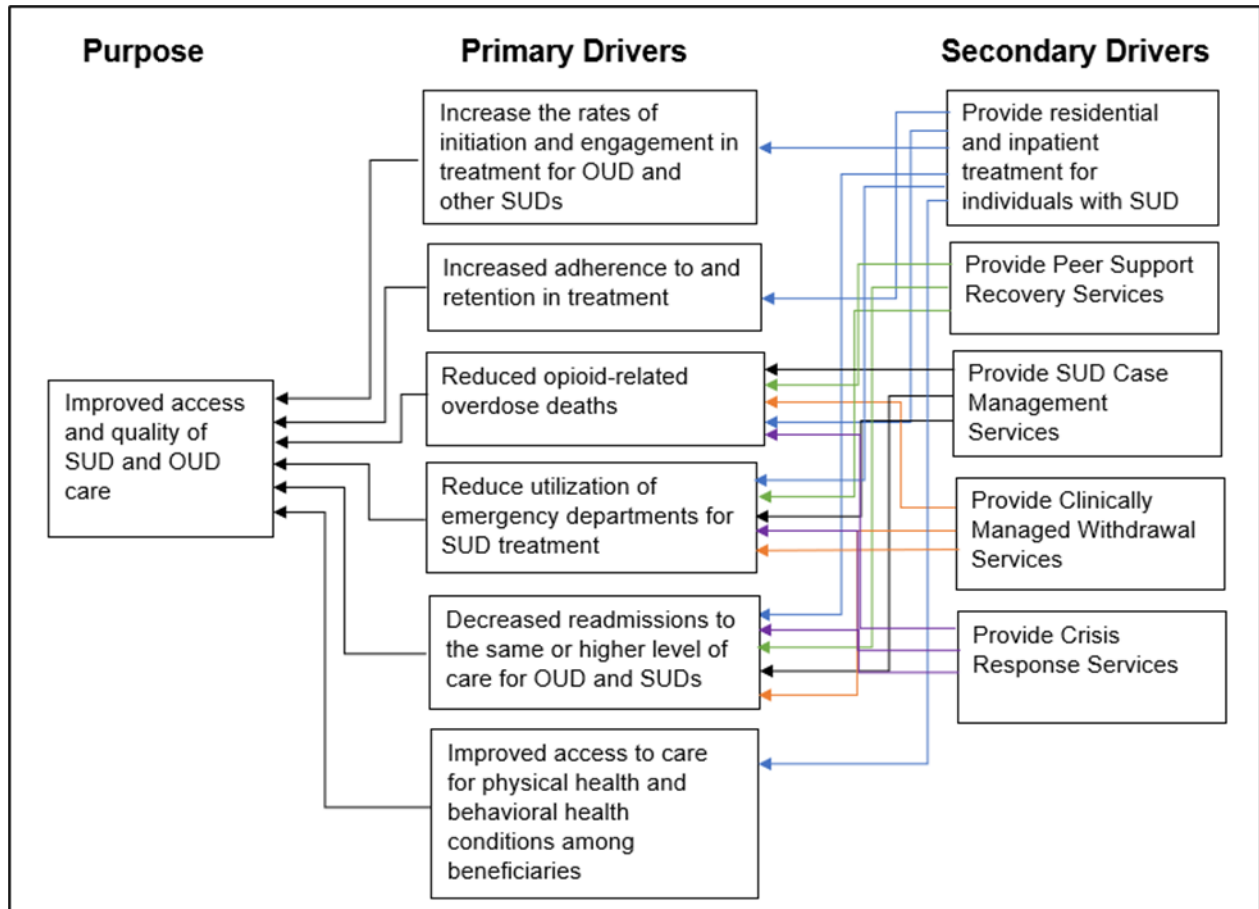 Purpose
Primary Drivers
Secondary Drivers
Improved access
and quality of
SUD and OUD
care
Increase the rates of
initiation and engagement in
treatment for OUD and
other SUDs
Increased adherence to and
retention in treatment
Reduced opioid-related
overdose deaths
Reduce utilization of
emergency departments for
SUD treatment
Decreased readmissions to
the same or higher level of
care for OUD and SUDs
Improved access to care
for physical health and
behavioral health
conditions among
beneficiaries
Provide residential
and inpatient
treatment for
individuals with SUD
Provide Peer Support
Recovery Services
Provide SUD Case
Management
Services
Provide Clinically
Managed Withdrawal
Services
Provide Crisis
Response Services